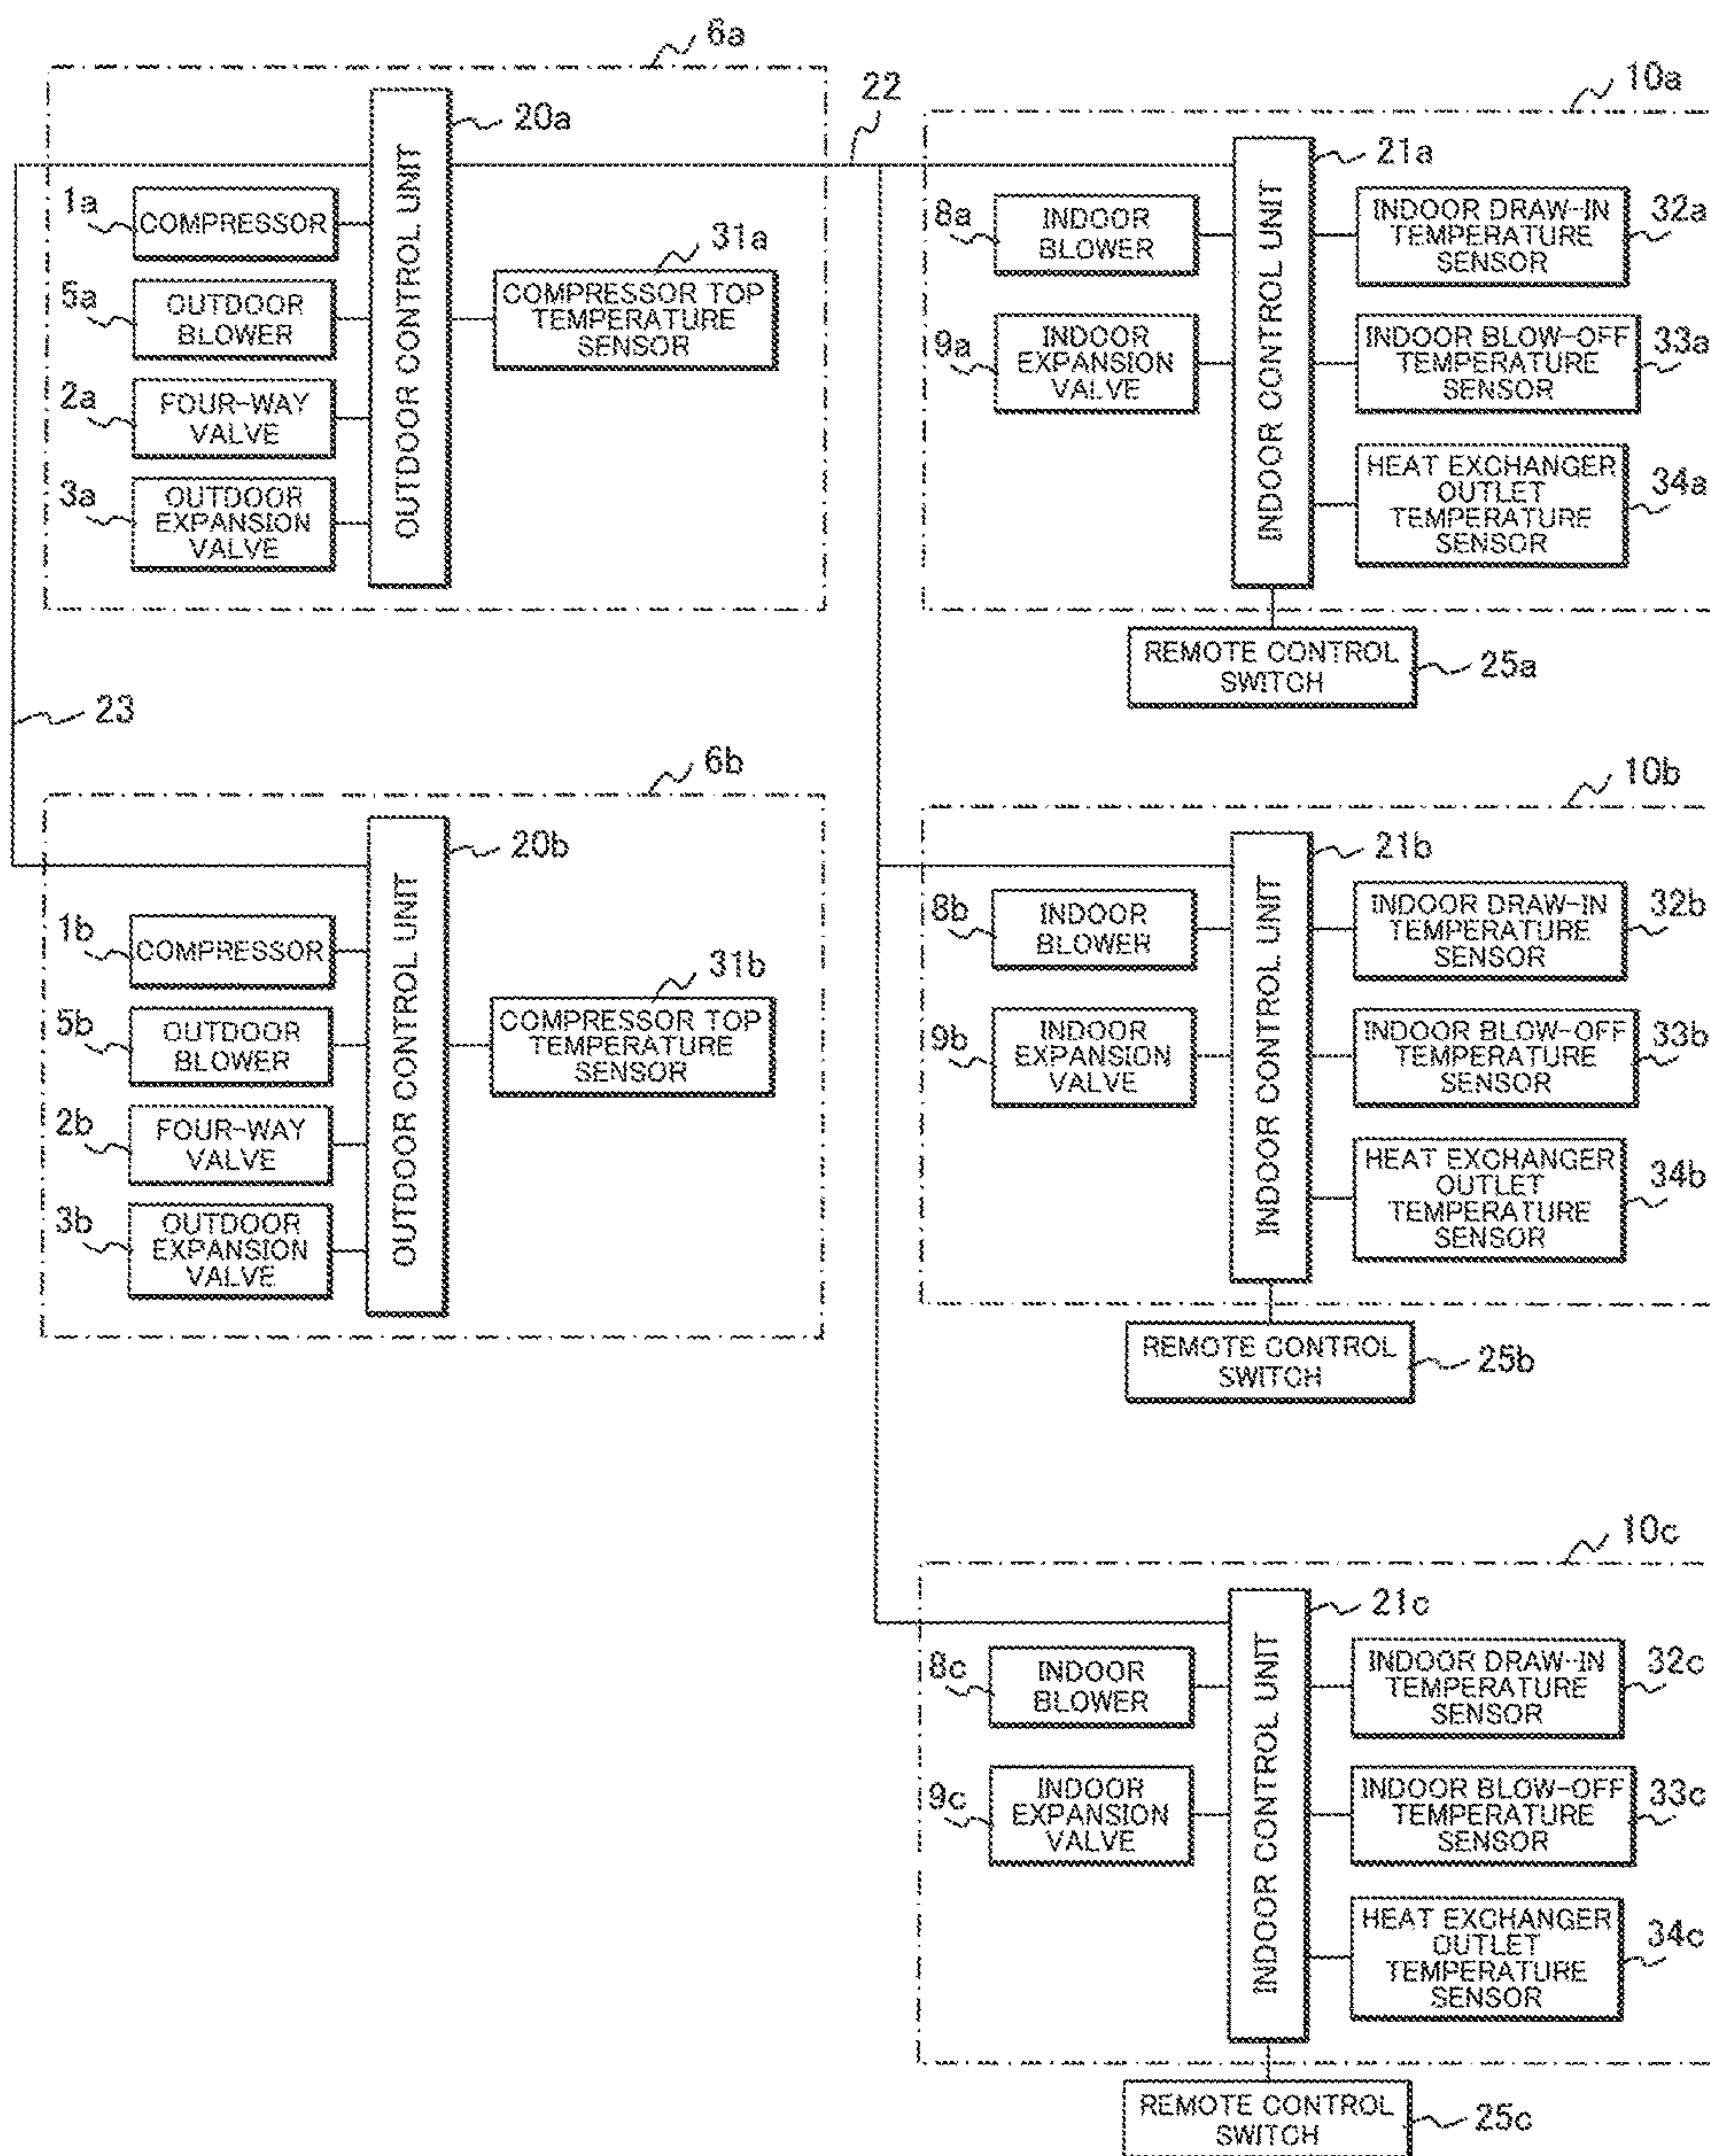 6a
20a
OUTDOOR CONTROL UNIT
1a
COMPRESSOR
5a
OUTDOOR
BLOWER
2a
FOUR-WAY
VALVE
3a
OUTDOOR
EXPANSION
VALVE
31a
COMPRESSOR TOP
TEMPERATURE
SENSOR
22
10a
21a
INDOOR CONTROL UNIT
8a
INDOOR
BLOWER
9a
INDOOR
EXPANSION
VALVE
INDOOR DRAW-IN
TEMPERATURE
SENSOR
32a
INDOOR BLOW-OFF
TEMPERATURE
SENSOR
33a
HEAT EXCHANGER
OUTLET
TEMPERATURE
SENSOR
34a
REMOTE CONTROL
SWITCH
25a
23
6b
20b
OUTDOOR CONTROL UNIT
1b
COMPRESSOR
5b
OUTDOOR
BLOWER
2b
FOUR-WAY
VALVE
3b
OUTDOOR
EXPANSION
VALVE
31b
COMPRESSOR TOP
TEMPERATURE
SENSOR
10b
21b
INDOOR CONTROL UNIT
8b
INDOOR
BLOWER
9b
INDOOR
EXPANSION
VALVE
INDOOR DRAW-IN
TEMPERATURE
SENSOR
32b
INDOOR BLOW-OFF
TEMPERATURE
SENSOR
33b
HEAT EXCHANGER
OUTLET
TEMPERATURE
SENSOR
34b
REMOTE CONTROL
SWITCH
25b
10c
21c
INDOOR CONTROL UNIT
8c
INDOOR
BLOWER
9c
INDOOR
EXPANSION
VALVE
INDOOR DRAW-IN
TEMPERATURE
SENSOR
32c
INDOOR BLOW-OFF
TEMPERATURE
SENSOR
33c
HEAT EXCHANGER
OUTLET
TEMPERATURE
SENSOR
34c
REMOTE CONTROL
SWITCH
25c